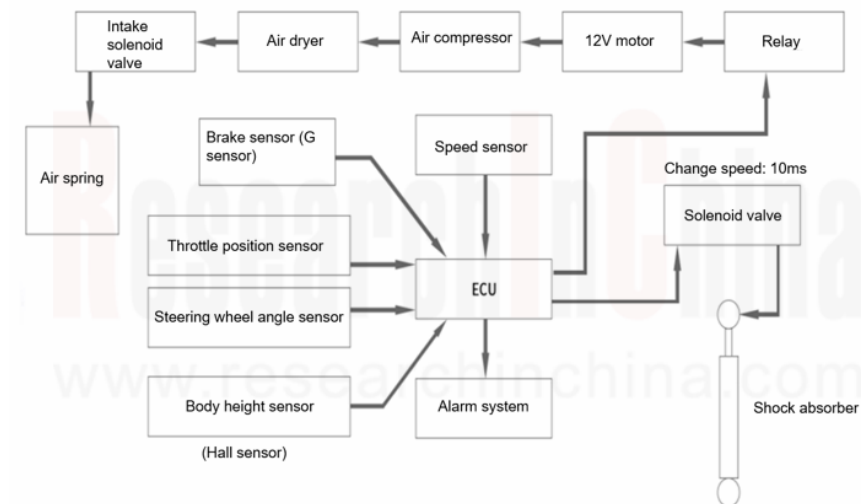 Intake
solenoid
valve
Air dryer
Air compressor
12V motor
Relay
Air spring
Brake sensor (G
sensor)
Speed sensor
Change speed: 10ms
Solenoid valve
Throttle position sensor
ECU
Steering wheel angle sensor
Body height sensor
(Hall sensor)
Alarm system
Shock absorber
ResearchInChina
www.researchinchina.com